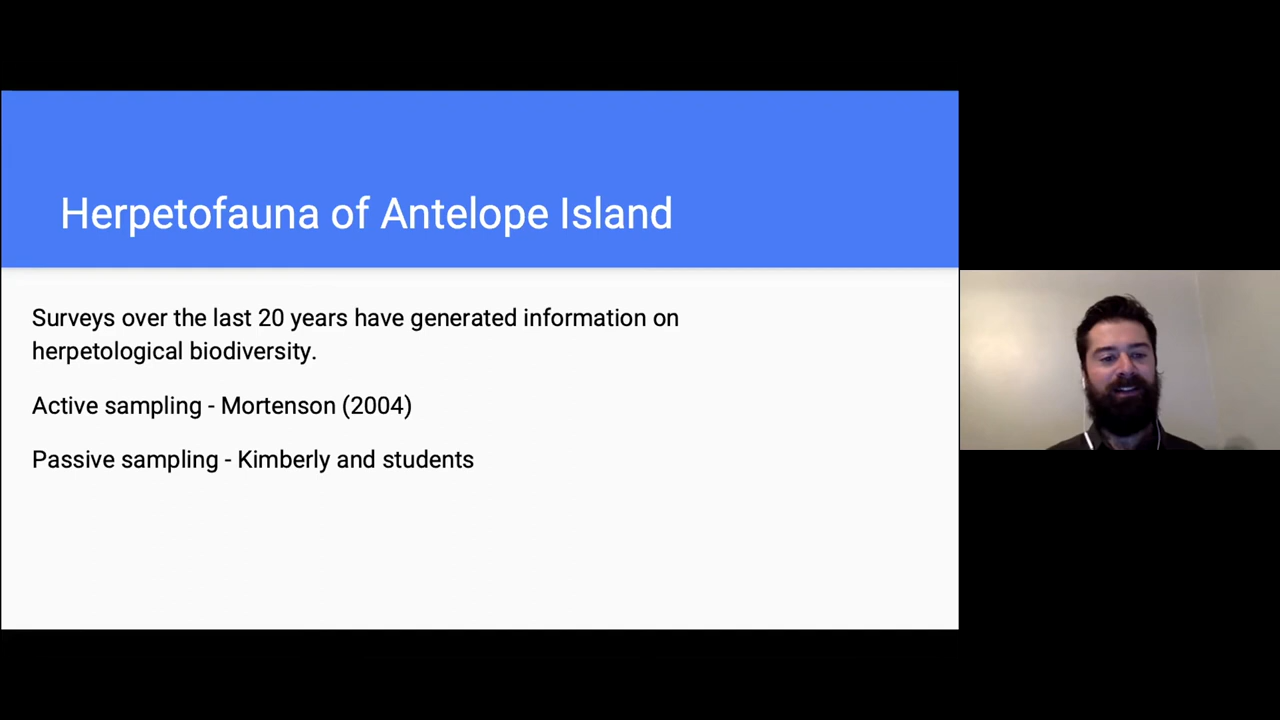 Herpetofauna of Antelope Island
Surveys over the last 20 years have generated information on
herpetological biodiversity.
Active sampling - Mortenson (2004)
Passive sampling - Kimberly and students